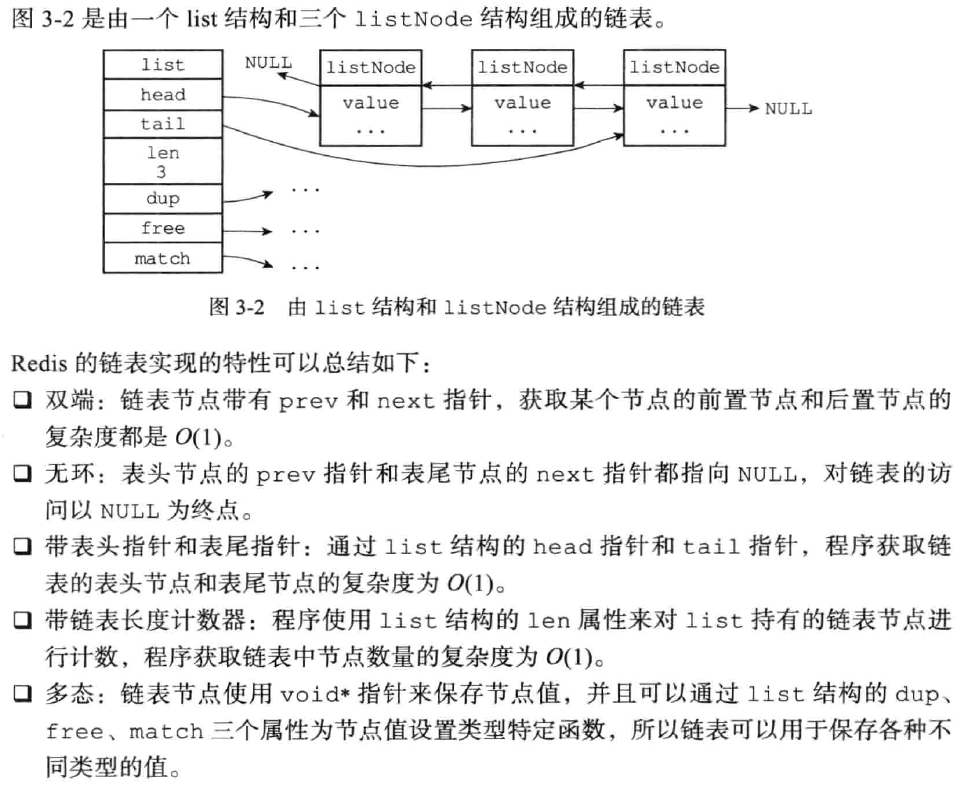 图 3-2 是由一个 list 结构和三个 listNode 结构组成的链表。
list
head
tail
len
3
dup
free
match
NULL
listNode
value
...
listNode
value
...
listNode
value
...
NULL
...
...
...
图 3-2 由 list 结构和 listNode 结构组成的链表
Redis 的链表实现的特性可以总结如下：
❑ 双端：链表节点带有 prev 和 next 指针，获取某个节点的前置节点和后置节点的
复杂度都是 O(1)。
❑ 无环：表头节点的 prev 指针和表尾节点的 next 指针都指向 NULL，对链表的访
问以 NULL 为终点。
❑ 带表头指针和表尾指针：通过 list 结构的 head 指针和 tail 指针，程序获取链
表的表头节点和表尾节点的复杂度为 O(1)。
❑ 带链表长度计数器：程序使用 list 结构的 len 属性来对 list 持有的链表节点进
行计数，程序获取链表中节点数量的复杂度为 O(1)。
❑ 多态：链表节点使用 void* 指针来保存节点值，并且可以通过 list 结构的 dup、
free、match 三个属性为节点值设置类型特定函数，所以链表可以用于保存各种不
同类型的值。